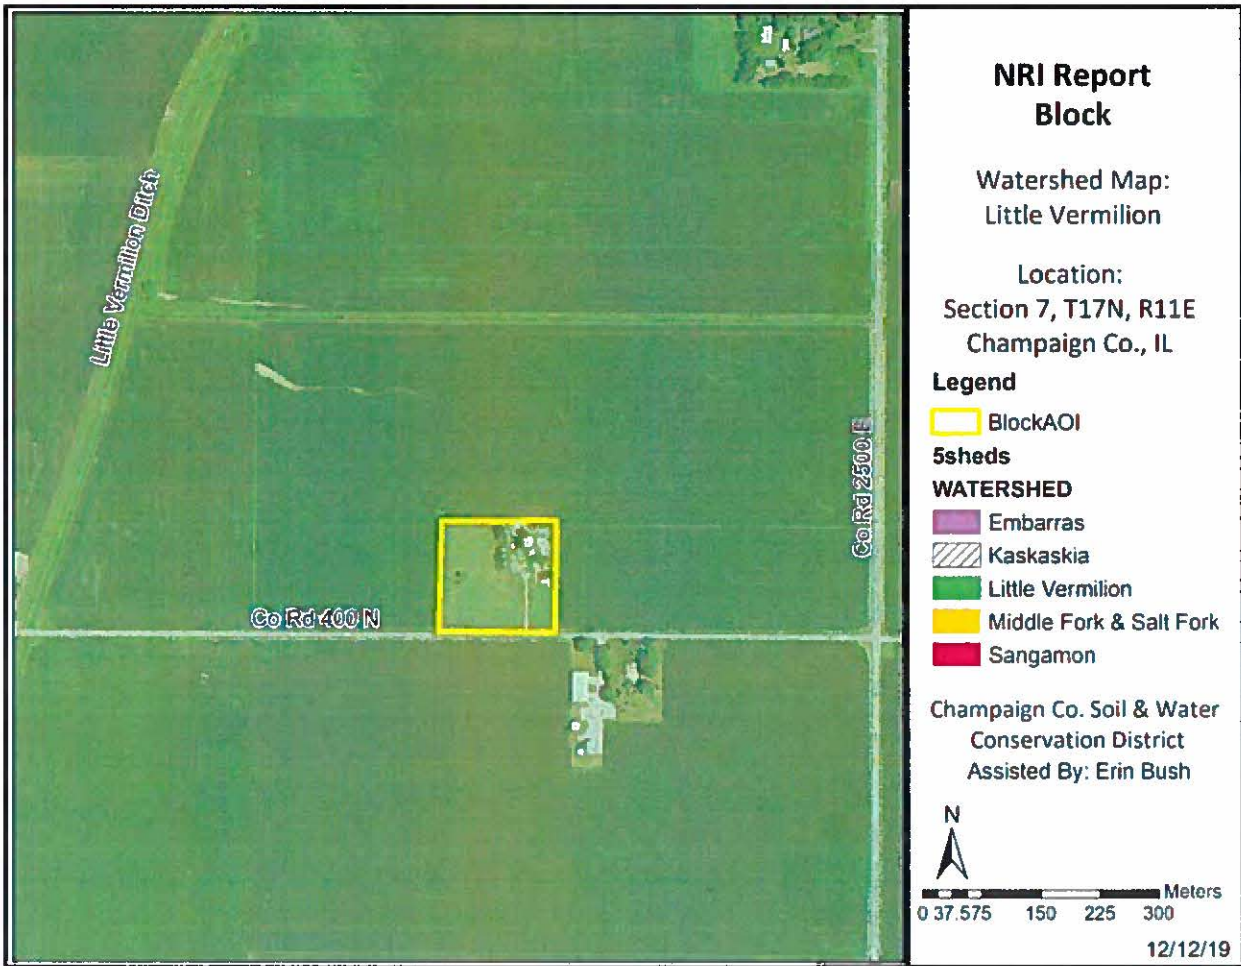 NRI Report
Block
Watershed Map:
Little Vermilion
Location:
Section 7, T17N, R11E
Champaign Co., IL
Legend
BlockAOI
5sheds
WATERSHED
Embarras
Kaskaskia
Little Vermilion
Middle Fork & Salt Fork
Sangamon
Champaign Co. Soil & Water
Conservation District
Assisted By: Erin Bush
N
Meters
0 37.575 150 225 300
12/12/19
Little Vermilion Ditch
Co Rd 2500 E
Co Rd 400 N